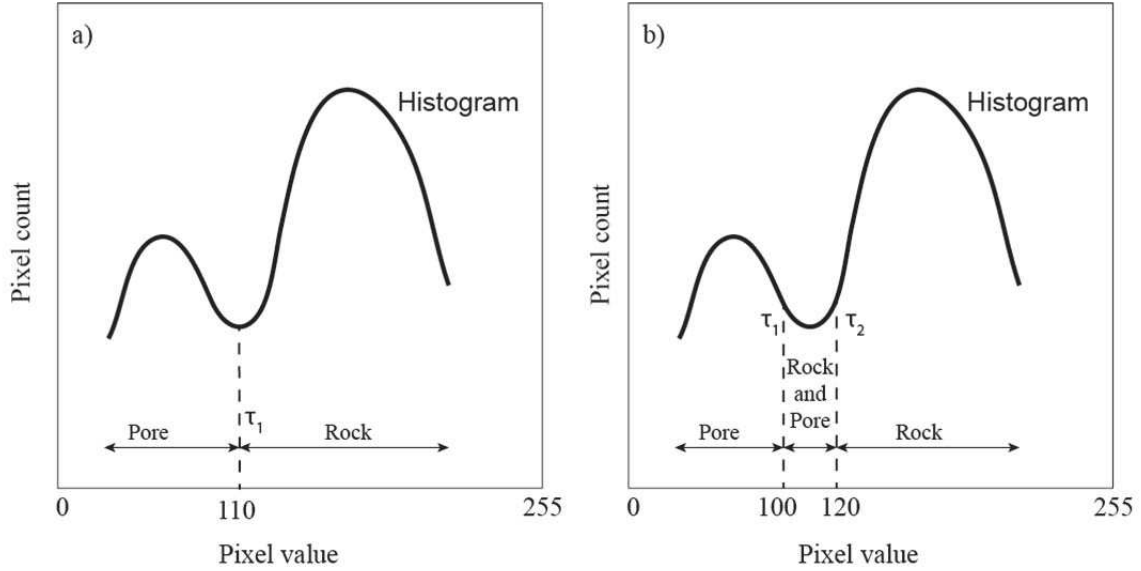 a)
Histogram
Pixel count
τ1
Pore
Rock
0
110
255
Pixel value
b)
Histogram
Pixel count
τ1
τ2
Rock
and
Pore
Pore
Rock
0
100
120
255
Pixel value